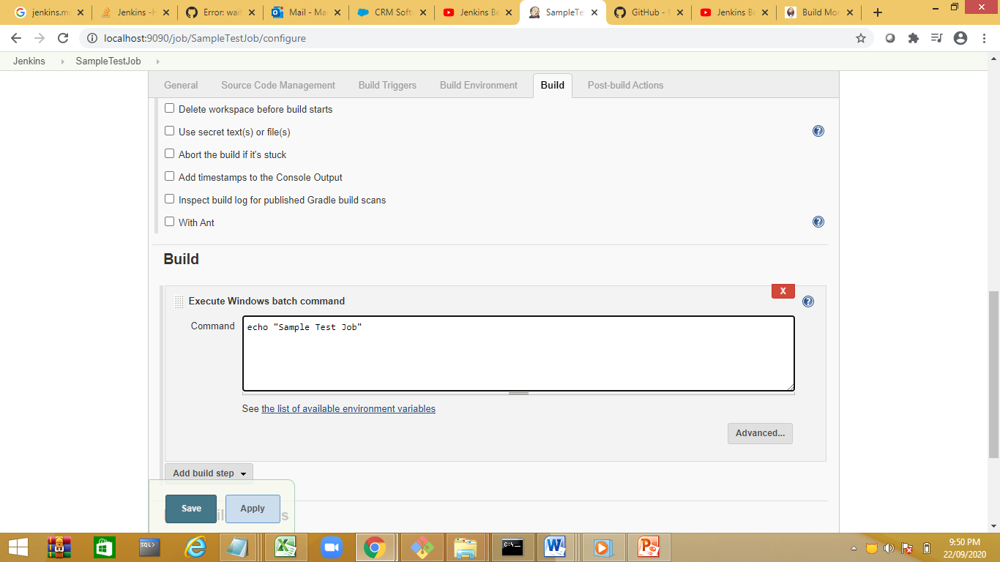 jenkins.mo
Jenkins -H
Error: wait
Mail - Ma
CRM Soft
Jenkins Be
SampleTe
GitHub -
Jenkins Be
Build Mo
localhost:9090/job/SampleTestJob/configure
Jenkins
SampleTestJob
General
Source Code Management
Build Triggers
Build Environment
Build
Post-build Actions
Delete workspace before build starts
Use secret text(s) or file(s)
Abort the build if it's stuck
Add timestamps to the Console Output
Inspect build log for published Gradle build scans
With Ant
Build
X
Execute Windows batch command
Command
echo "Sample Test Job"
See the list of available environment variables
Advanced...
Add build step
Save
Apply
SQL>
C:\
9:50 PM
22/09/2020